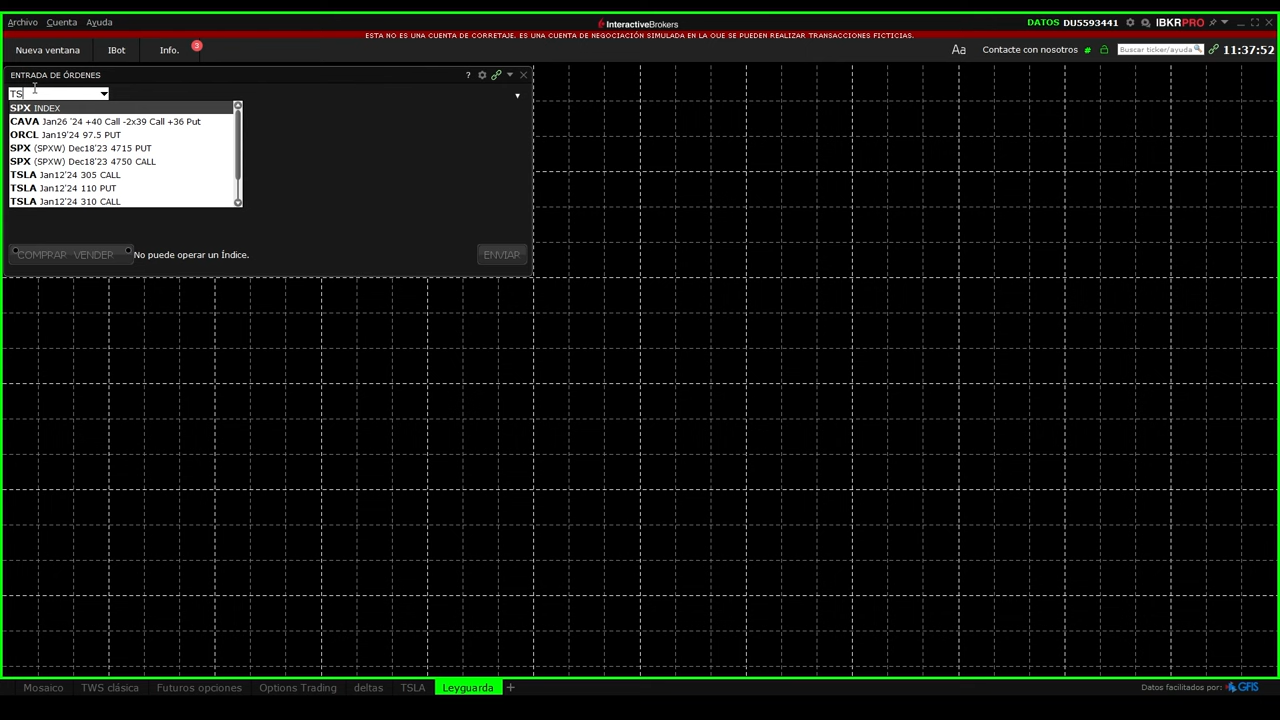 Archivo Cuenta Ayuda
InteractiveBrokers
DATOS DU5593441 IBKRPRO
ESTA NO ES UNA CUENTA DE CORRETAJE. ES UNA CUENTA DE NEGOCIACIÓN SIMULADA EN LA QUE SE PUEDEN REALIZAR TRANSACCIONES FICTICIAS.
Nueva ventana IBot Info. 3
Aa Contacte con nosotros # Buscar ticker/ayuda 11:37:52
ENTRADA DE ÓRDENES ?
TS
SPX INDEX
CAVA Jan26 '24 +40 Call -2x39 Call +36 Put
ORCL Jan19'24 97.5 PUT
SPX (SPXW) Dec18'23 4715 PUT
SPX (SPXW) Dec18'23 4750 CALL
TSLA Jan12'24 305 CALL
TSLA Jan12'24 110 PUT
TSLA Jan12'24 310 CALL
COMPRAR VENDER No puede operar un Índice. ENVIAR
Mosaico TWS clásica Futuros opciones Options Trading deltas TSLA Leyguarda +
Datos facilitados por: GFIS